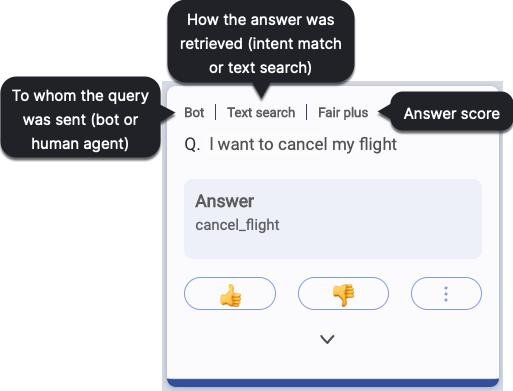 How the answer was
retrieved (intent match
or text search)
To whom the query
was sent (bot or
human agent)
Bot | Text search | Fair plus
Answer score
Q. I want to cancel my flight
Answer
cancel_flight